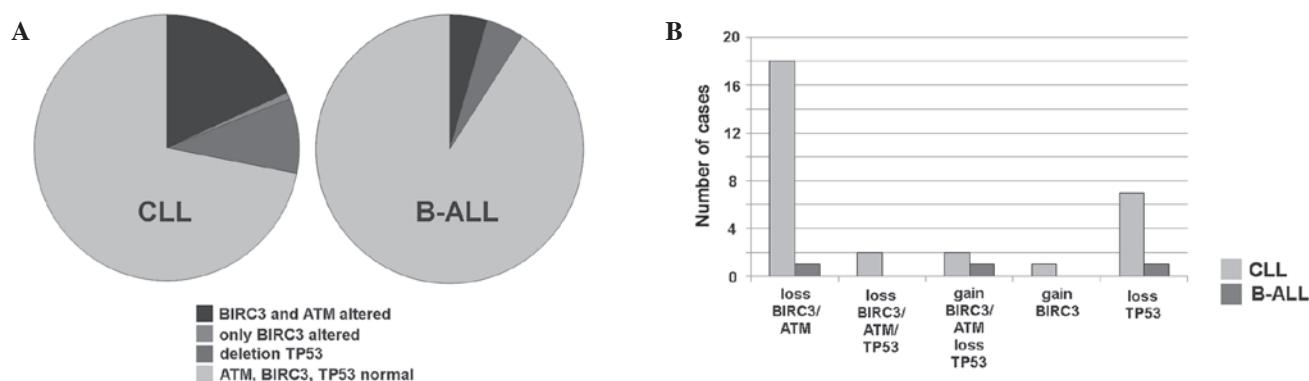 A
CLL
B-ALL
BIRC3 and ATM altered
only BIRC3 altered
deletion TP53
ATM, BIRC3, TP53 normal
B
Number of cases
20
16
12
8
4
0
loss
BIRC3/
ATM
loss
BIRC3/
ATM/
TP53
gain
BIRC3/
ATM
loss
TP53
gain
BIRC3
loss
TP53
CLL
B-ALL